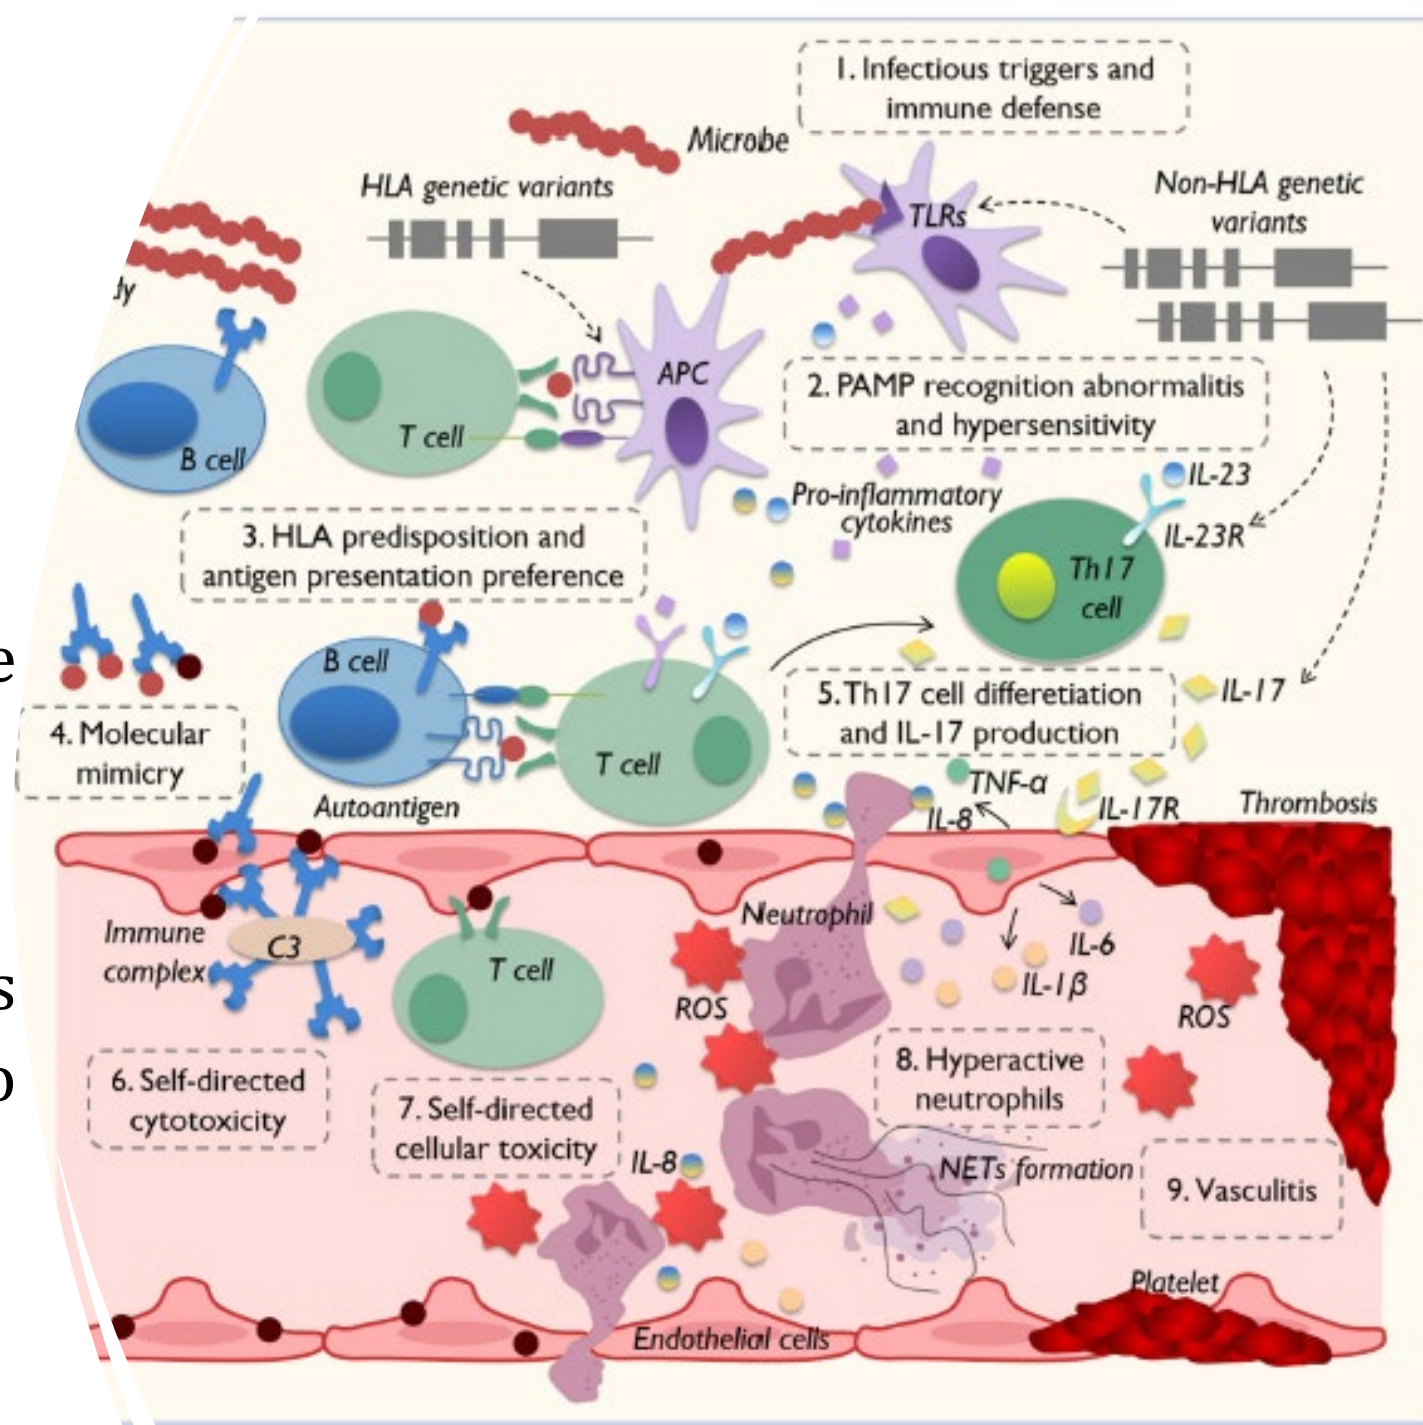 1. Infectious triggers and
immune defense
Microbe
HLA genetic variants
Non-HLA genetic
variants
TLRs
dy
B cell
T cell
APC
2. PAMP recognition abnormalitis
and hypersensitivity
Pro-inflammatory
cytokines
IL-23
IL-23R
Th17
cell
3. HLA predisposition and
antigen presentation preference
e
B cell
T cell
Autoantigen
4. Molecular
mimicry
5. Th17 cell differetiation
and IL-17 production
IL-17
TNF-α
IL-8
IL-17R
Thrombosis
Immune
complex
C3
T cell
Neutrophil
IL-6
IL-1β
ROS
ROS
s
o
6. Self-directed
cytotoxicity
7. Self-directed
cellular toxicity
8. Hyperactive
neutrophils
IL-8
NETs formation
9. Vasculitis
Platelet
Endothelial cells